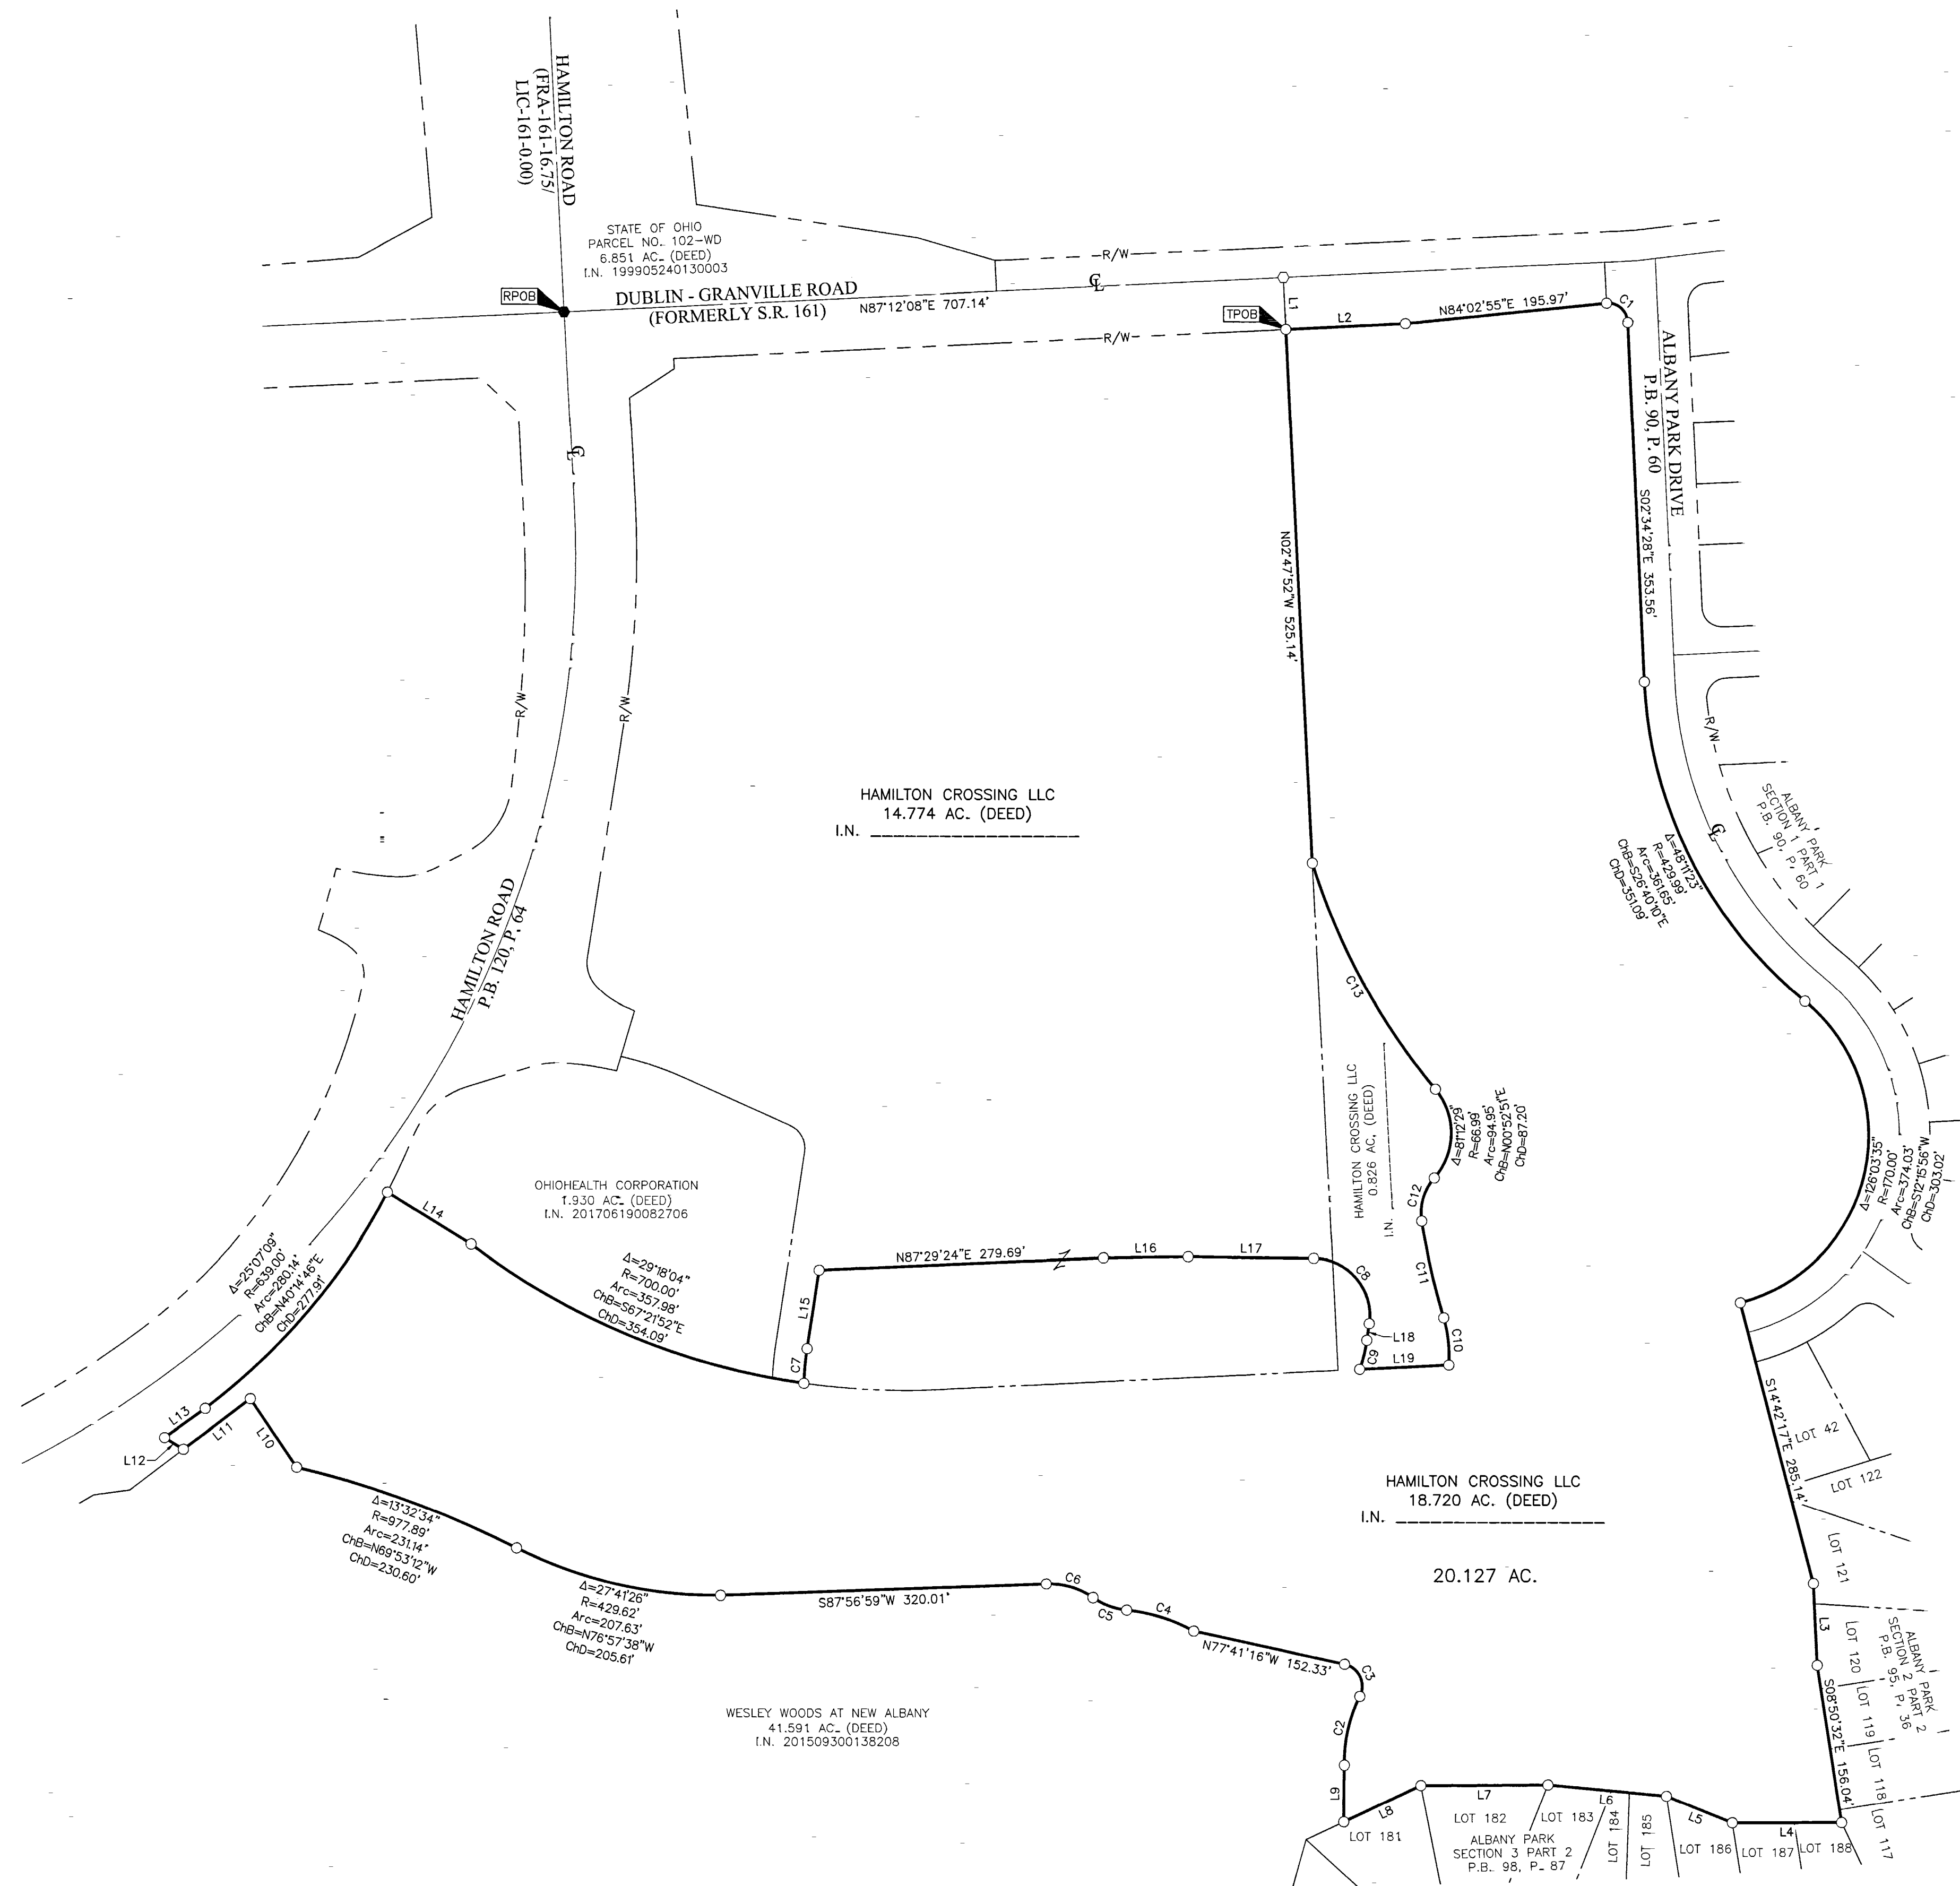 HAMILTON ROAD
(FRA-161-16.75/
LIC-161-0.00)
STATE OF OHIO
PARCEL NO. 102-WD
6.851 AC. (DEED)
I.N. 199905240130003
RPOB
DUBLIN - GRANVILLE ROAD
(FORMERLY S.R. 161)
N87°12'08"E 707.14'
R/W
CL
R/W
TPOB
L1
L2
N84°02'55"E 195.97'
C1
ALBANY PARK DRIVE
P.B. 90, P. 60
S02°34'28"E 353.56'
CL
N02°47'52"W 525.14'
R/W
R/W
R/W
HAMILTON CROSSING LLC
14.774 AC. (DEED)
I.N.
ALBANY PARK
SECTION 1 PART 1
P.B. 90, P. 60
CL
Δ=48°11'23"
R=429.99'
Arc=361.65'
ChB=S26°40'10"E
ChD=351.09'
HAMILTON ROAD
P.B. 120, P. 64
C13
HAMILTON CROSSING LLC
0.826 AC. (DEED)
I.N.
Δ=81°12'29"
R=66.99'
Arc=94.95'
ChB=N00°52'51"E
ChD=87.20'
Δ=126°03'35"
R=170.00'
Arc=374.03'
ChB=S12°15'56"W
ChD=303.02'
OHIOHEALTH CORPORATION
1.930 AC. (DEED)
I.N. 201706190082706
L14
C12
Δ=25°07'09"
R=639.00'
Arc=280.14'
ChB=N40°14'46"E
ChD=277.91'
Δ=29°18'04"
R=700.00'
Arc=357.98'
ChB=S67°21'52"E
ChD=354.09'
N87°29'24"E 279.69'
Z
L16
L17
C8
C11
L15
L18
C7
C9
L19
C10
L13
L11
L10
L12
S14°42'17"E 285.14'
LOT 42
LOT 122
HAMILTON CROSSING LLC
18.720 AC. (DEED)
I.N.
20.127 AC.
LOT 121
Δ=13°32'34"
R=977.89'
Arc=231.14'
ChB=N69°53'12"W
ChD=230.60'
Δ=27°41'26"
R=429.62'
Arc=207.63'
ChB=N76°57'38"W
ChD=205.61'
S87°56'59"W 320.01'
C6
C5
C4
N77°41'16"W 152.33'
C3
L3
LOT 120
ALBANY PARK
SECTION 2 PART 2
P.B. 95, P. 36
S08°50'32"E 156.04'
LOT 119
LOT 118
LOT 117
WESLEY WOODS AT NEW ALBANY
41.591 AC. (DEED)
I.N. 201509300138208
C2
L9
L8
L7
L6
L5
L4
LOT 181
LOT 182
LOT 183
LOT 184
LOT 185
LOT 186
LOT 187
LOT 188
ALBANY PARK
SECTION 3 PART 2
P.B. 98, P. 87